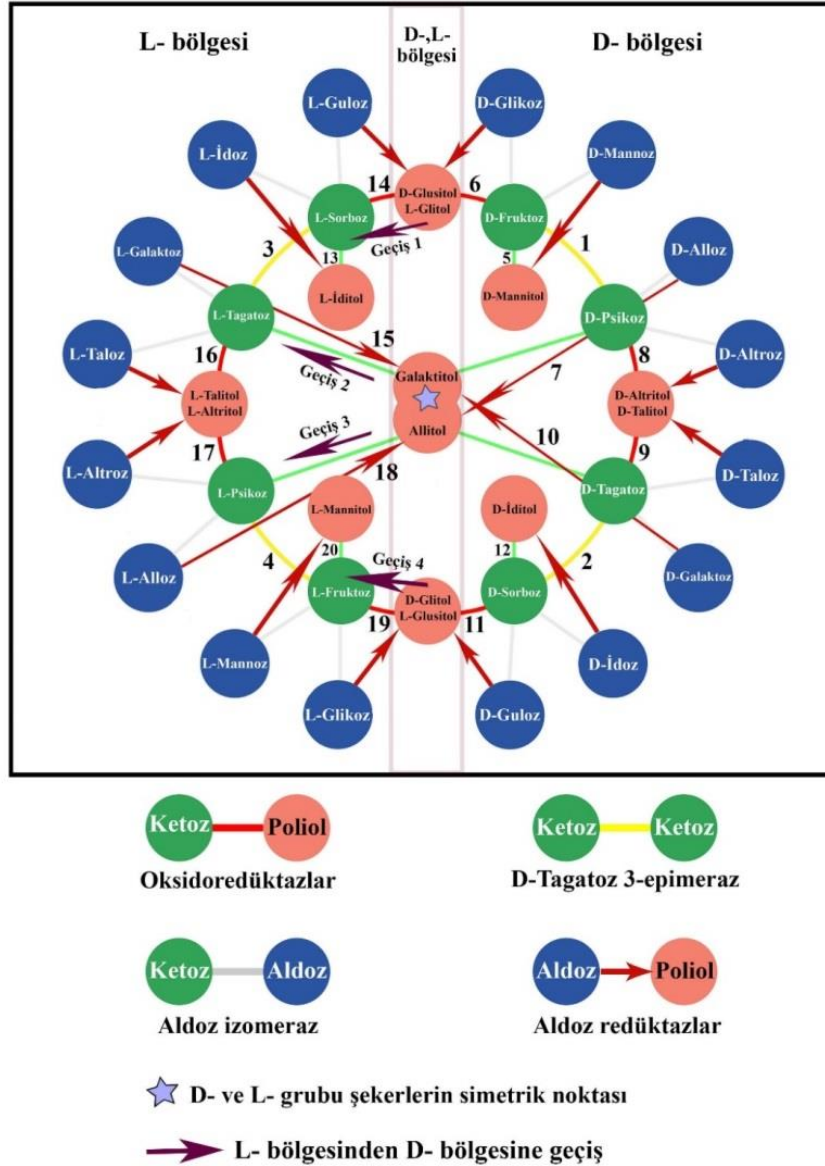 L- bölgesi
D-,L-
bölgesi
D- bölgesi
L-Guloz
D-Glikoz
L-İdoz
D-Mannoz
14
D-Glusitol
L-Glitol
6
L-Sorboz
D-Fruktoz
Geçiş 1
3
13
5
1
L-Galaktoz
D-Alloz
L-İditol
D-Mannitol
L-Tagatoz
D-Psikoz
15
L-Taloz
16
Geçiş 2
Galaktitol
7
8
D-Altroz
L-Talitol
L-Altritol
D-Altritol
D-Talitol
Geçiş 3
Allitol
10
17
9
L-Altroz
18
D-Taloz
L-Psikoz
D-Tagatoz
L-Mannitol
D-İditol
4
20
12
2
L-Alloz
Geçiş 4
D-Galaktoz
L-Fruktoz
D-Sorboz
D-Glitol
L-Glusitol
19
11
L-Mannoz
D-İdoz
L-Glikoz
D-Guloz
Ketoz
Poliol
Oksidoredüktazlar
Ketoz
Ketoz
D-Tagatoz 3-epimeraz
Ketoz
Aldoz
Aldoz izomeraz
Aldoz
Poliol
Aldoz redüktazlar
D- ve L- grubu şekerlerin simetrik noktası
L- bölgesinden D- bölgesine geçiş